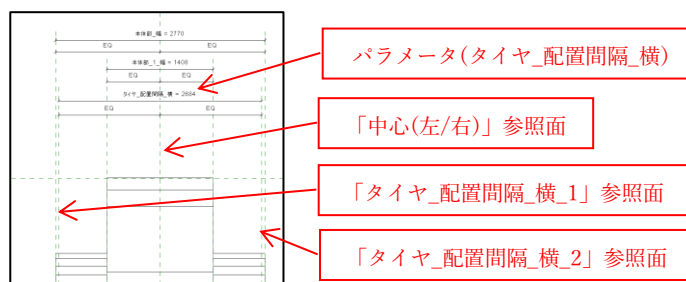 本体部_幅 = 2770
EQ EQ
本体部_1_幅 = 1408
EQ EQ
タイヤ_配置間隔_横 = 2684
EQ EQ
パラメータ(タイヤ_配置間隔_横)
「中心(左/右)」参照面
「タイヤ_配置間隔_横_1」参照面
「タイヤ_配置間隔_横_2」参照面